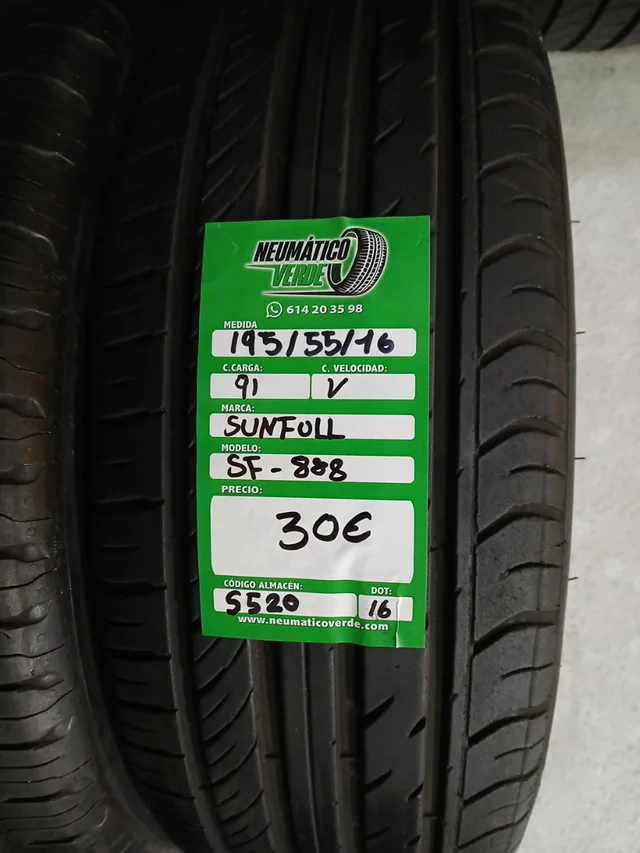 NEUMÁTICO
VERDE
614 20 35 98
MEDIDA
195/55/16
C.CARGA: C. VELOCIDAD:
91 V
MARCA:
SUNFULL
MODELO:
SF-888
PRECIO:
30€
CÓDIGO ALMACÉN: DOT:
S520 16
www.neumaticoverde.com